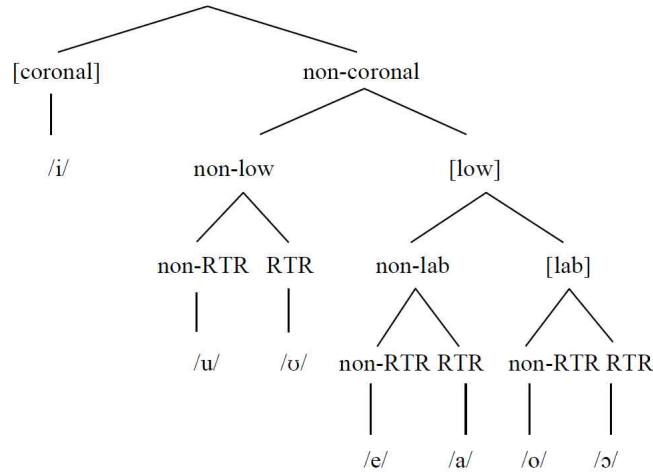 [coronal] non-coronal
/i/ non-low [low]
non-RTR RTR non-lab [lab]
/u/ /ʊ/ non-RTR RTR non-RTR RTR
/e/ /a/ /o/ /ɔ/